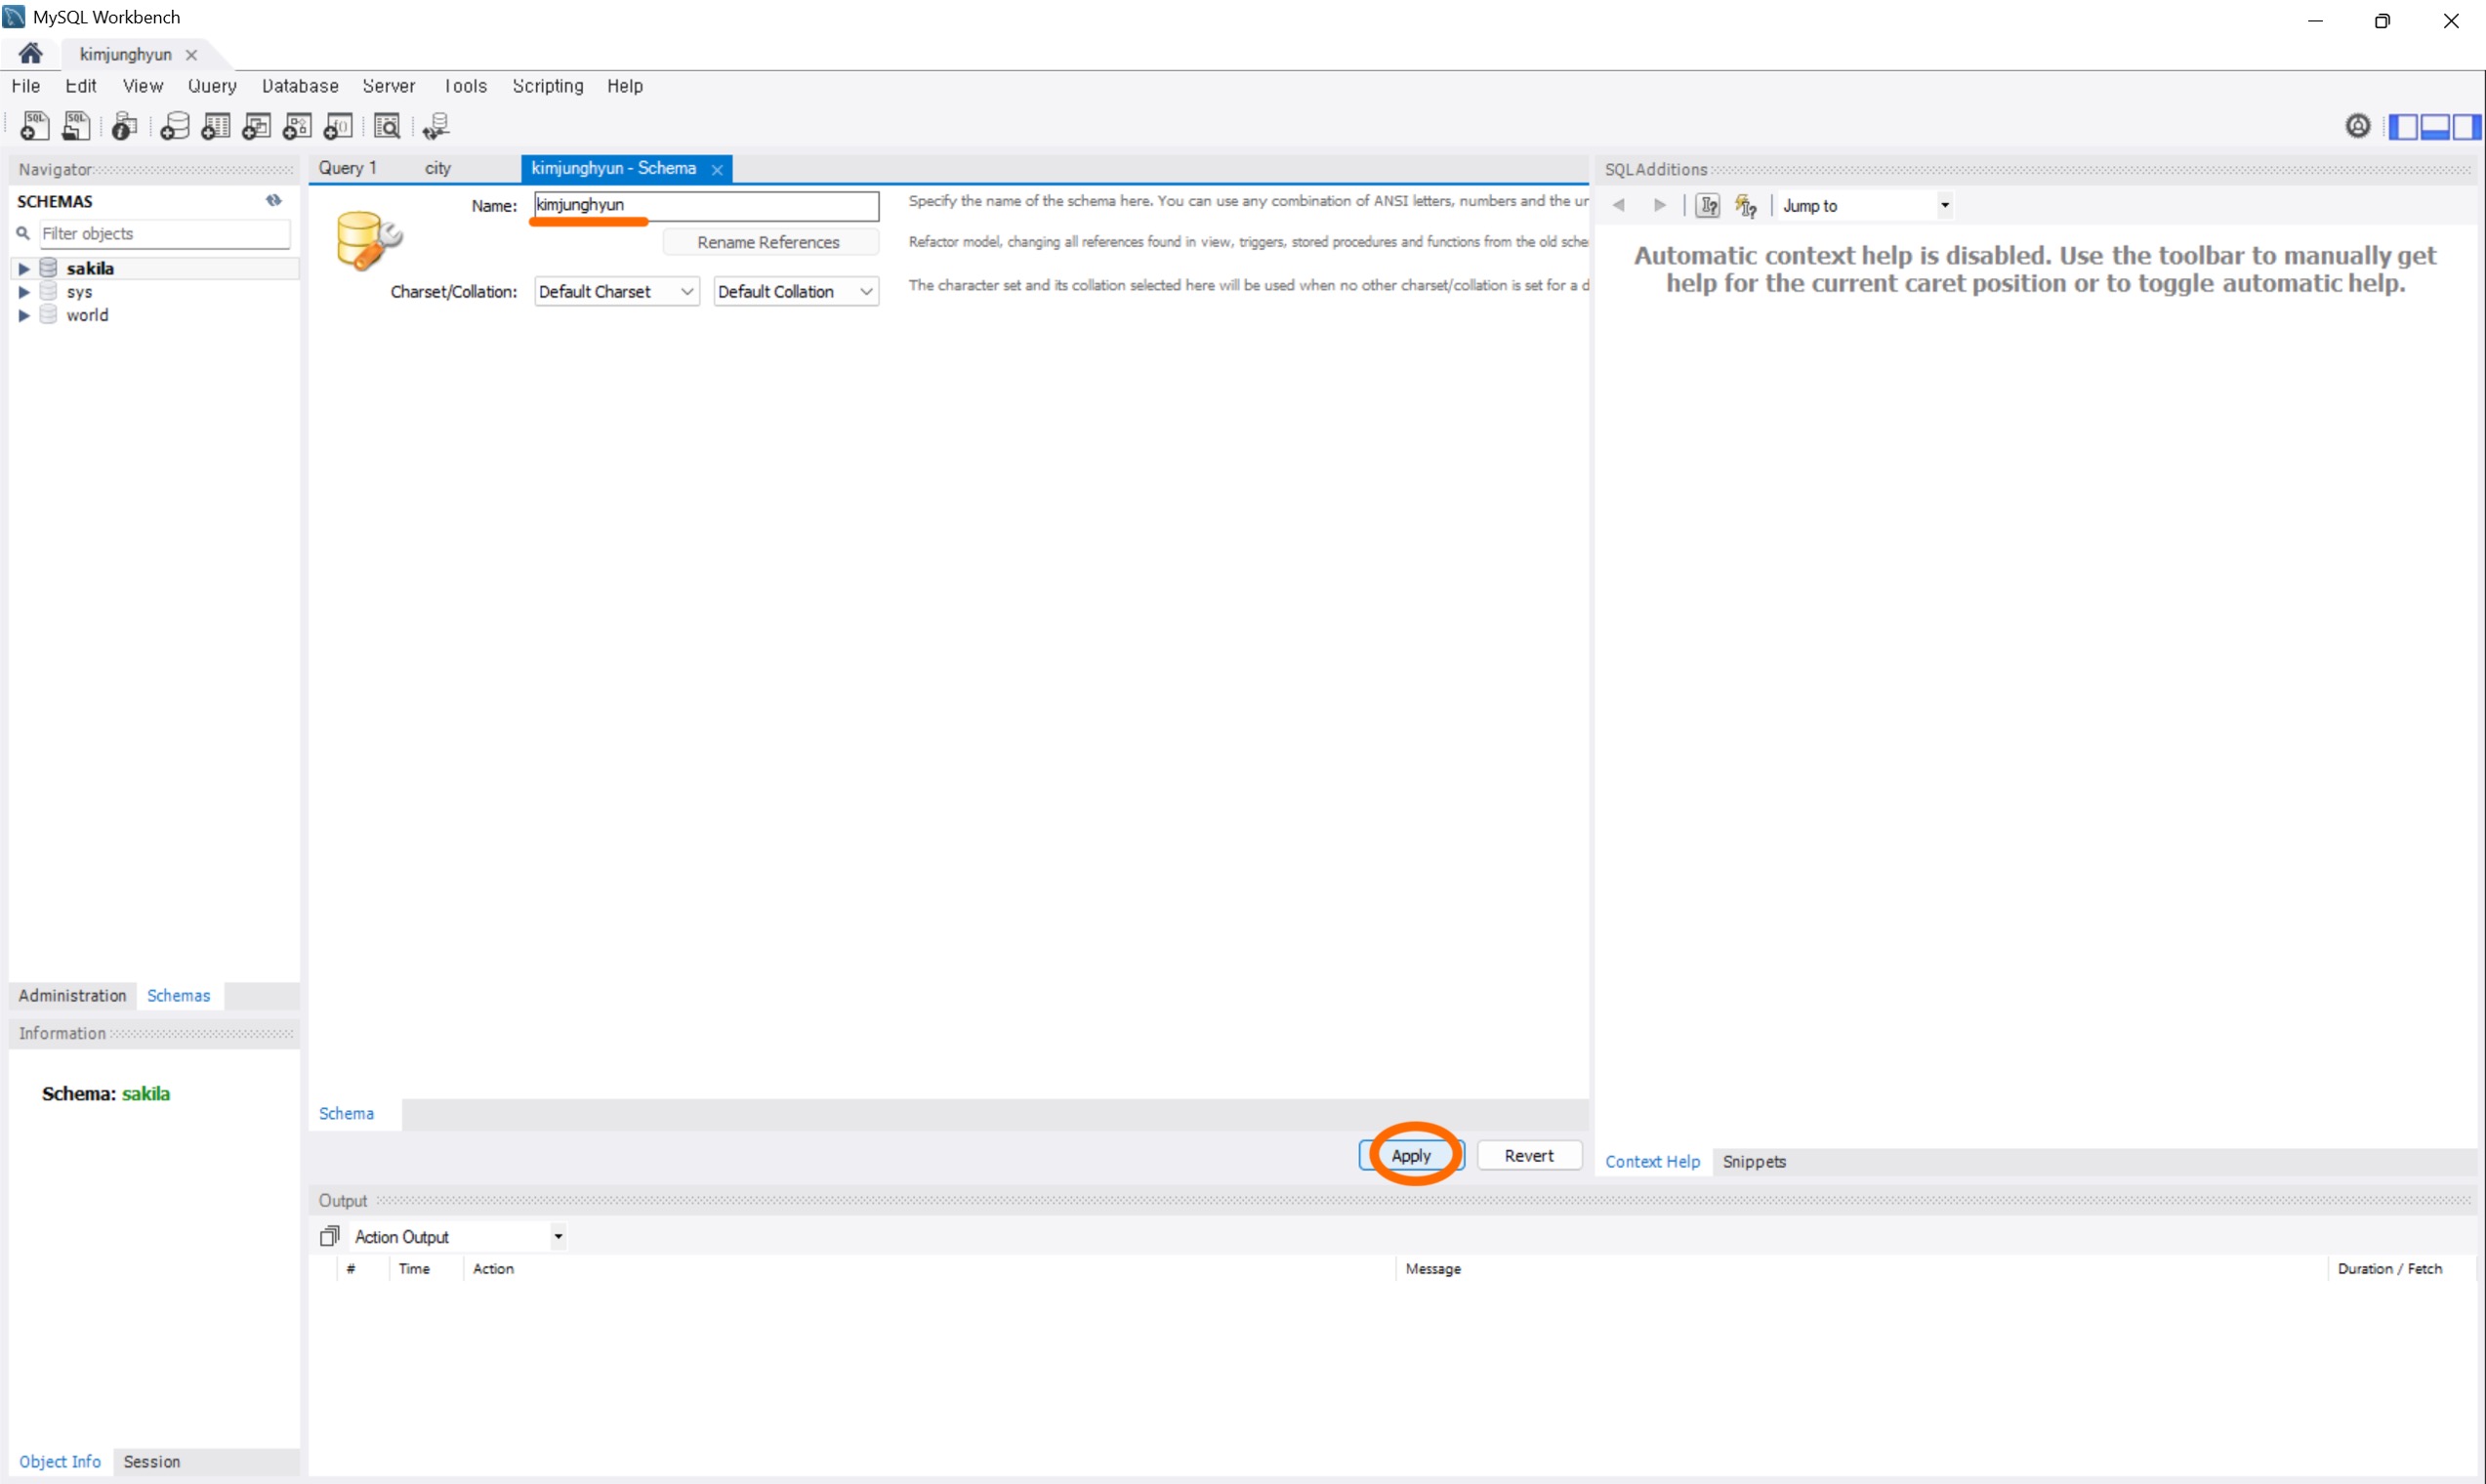 MySQL Workbench
kimjunghyun
File Edit View Query Database Server Tools Scripting Help
Navigator
SCHEMAS
Filter objects
sakila
sys
world
Administration Schemas
Information
Schema: sakila
Object Info Session
Query 1 city kimjunghyun - Schema
Name: kimjunghyun
Specify the name of the schema here. You can use any combination of ANSI letters, numbers and the
Rename References
Refactor model, changing all references found in view, triggers, stored procedures and functions from the old
Charset/Collation: Default Charset Default Collation
The character set and its collation selected here will be used when no other charset/collation is set for a
Schema
Apply Revert
SQLAdditions
Jump to
Automatic context help is disabled. Use the toolbar to manually get
help for the current caret position or to toggle automatic help.
Context Help Snippets
Output
Action Output
# Time Action Message Duration / Fetch